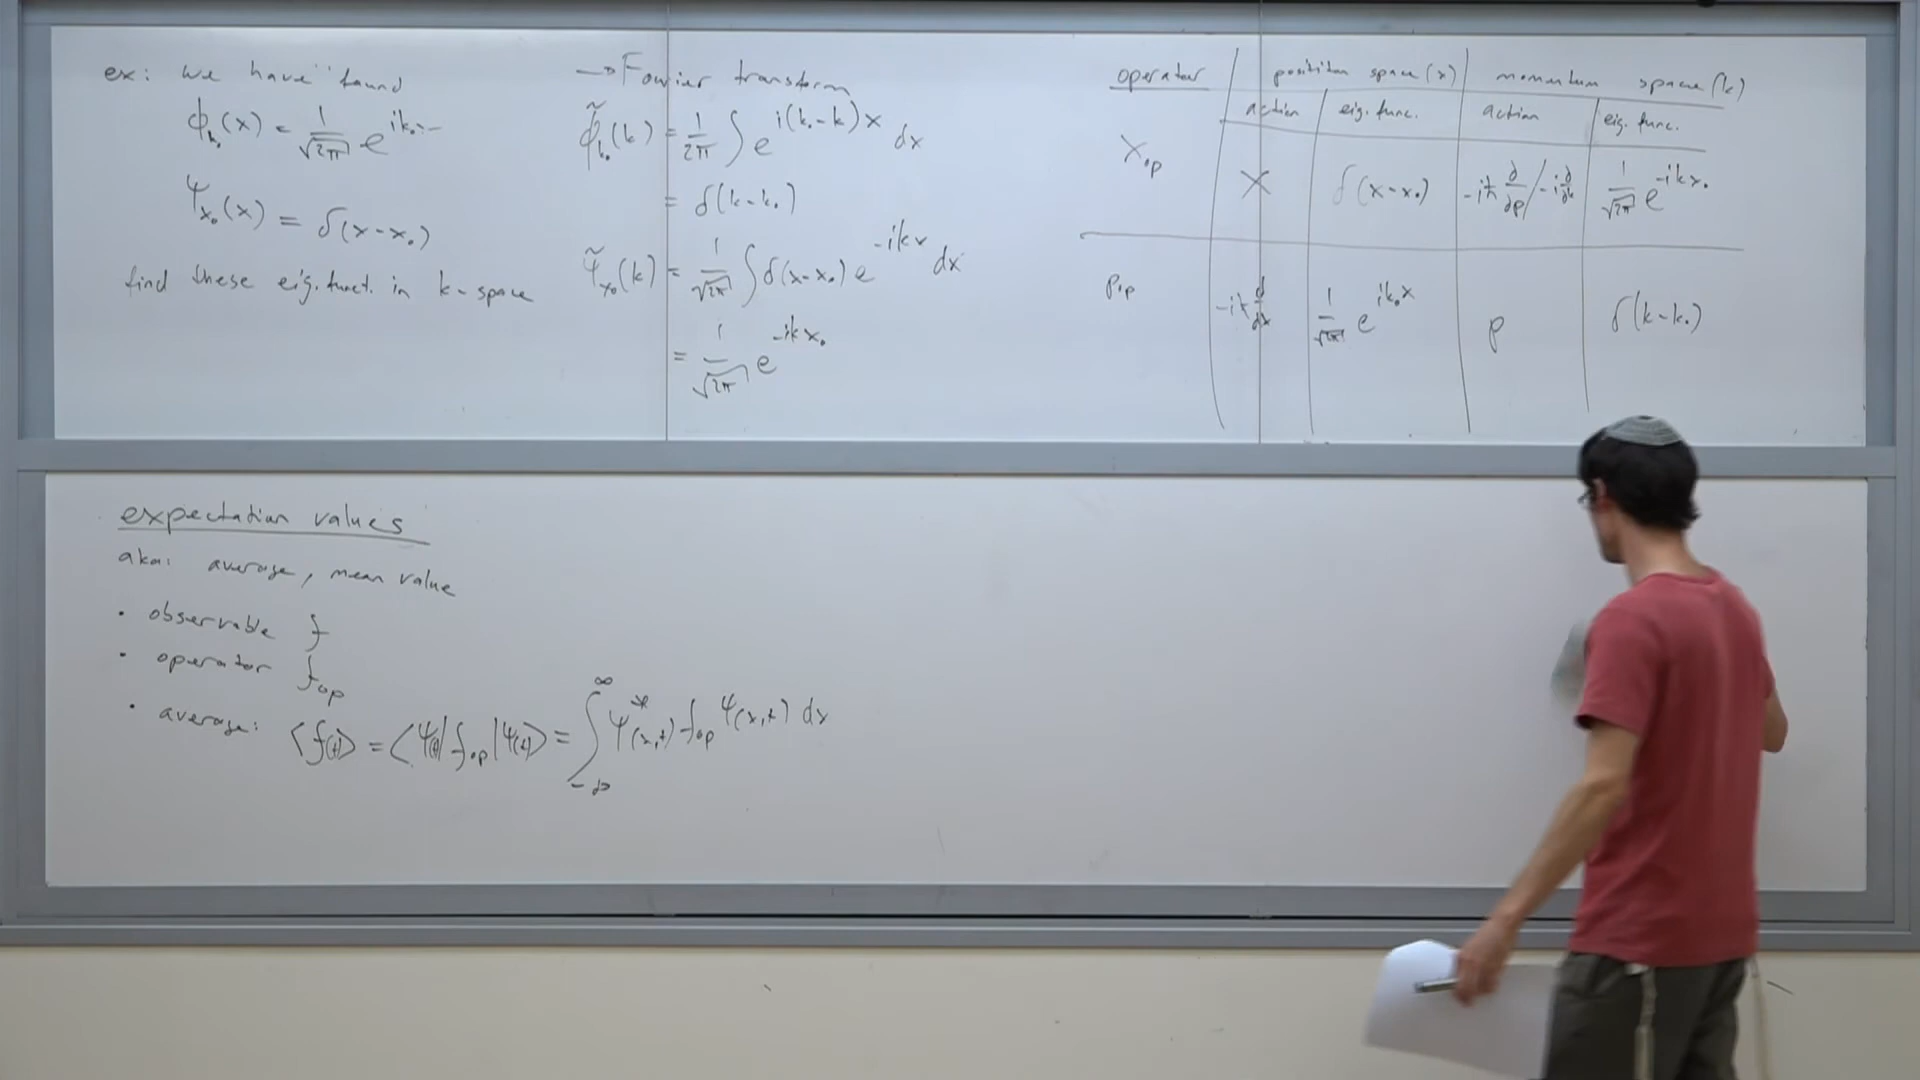 ex: we have found
ϕ_k₀(x) = 1/√2π e^{ik₀
ψ_x₀(x) = δ(x-x₀)
find these eig. funct. in k-space
→ Fourier transform
ϕ̃_k₀(k) = 1/2π ∫ e^{i(k₀-k)x} dx
= δ(k-k₀)
ψ̃_x₀(k) = 1/√2π ∫ δ(x-x₀) e^{-ikx} dx
= 1/√2π e^{-ikx₀}
operator | position space (x) | momentum space (k)
action | eig. func. | action | eig. func.
x_op | x | δ(x-x₀) | -iħ ∂/∂p / -i ∂/∂k | 1/√2π e^{-ikx₀}
p_op | -iħ d/dx | 1/√2π e^{ik₀x} | p | δ(k-k₀)
expectation values
aka: average, mean value
• observable f
• operator f_op
• average: ⟨f(t)⟩ = ⟨ψ(t)|f_op|ψ(t)⟩ = ∫_{-∞}^{∞} ψ*(x,t) f_op ψ(x,t) dx